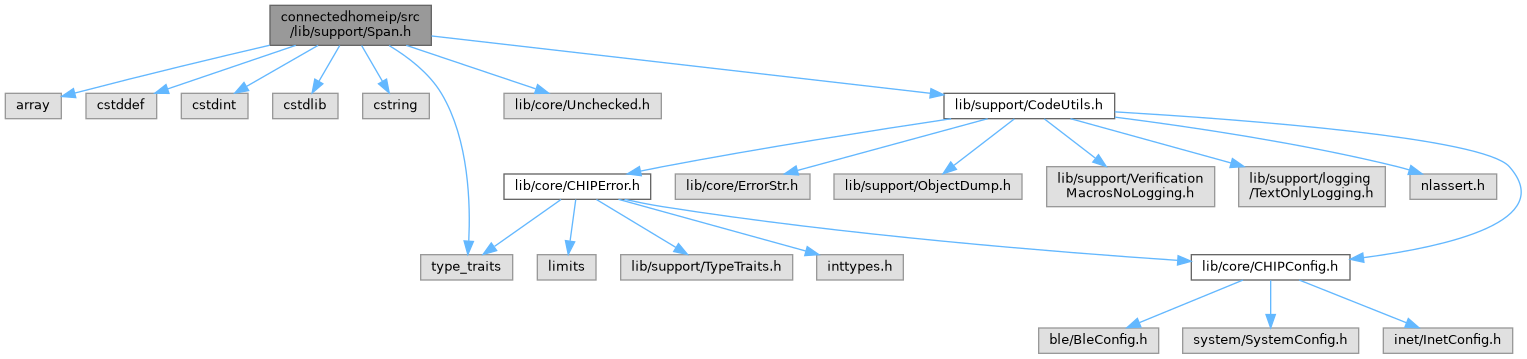 connectedhomeip/src
/lib/support/Span.h
array
cstddef
cstdint
cstdlib
cstring
lib/core/Unchecked.h
lib/support/CodeUtils.h
lib/core/CHIPError.h
lib/core/ErrorStr.h
lib/support/ObjectDump.h
lib/support/Verification
MacrosNoLogging.h
lib/support/logging
/TextOnlyLogging.h
nlassert.h
type_traits
limits
lib/support/TypeTraits.h
inttypes.h
lib/core/CHIPConfig.h
ble/BleConfig.h
system/SystemConfig.h
inet/InetConfig.h